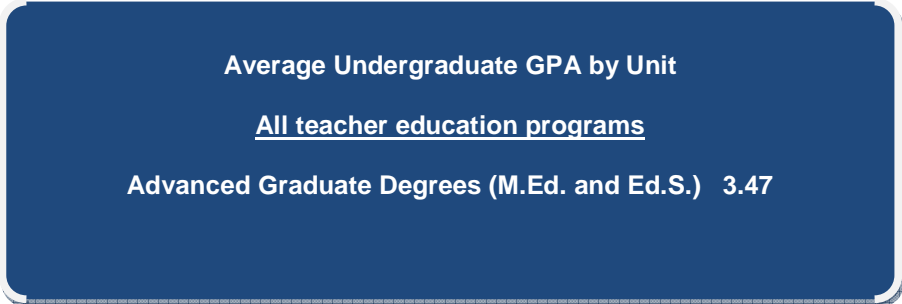 Average Undergraduate GPA by Unit
All teacher education programs
Advanced Graduate Degrees (M.Ed. and Ed.S.)   3.47